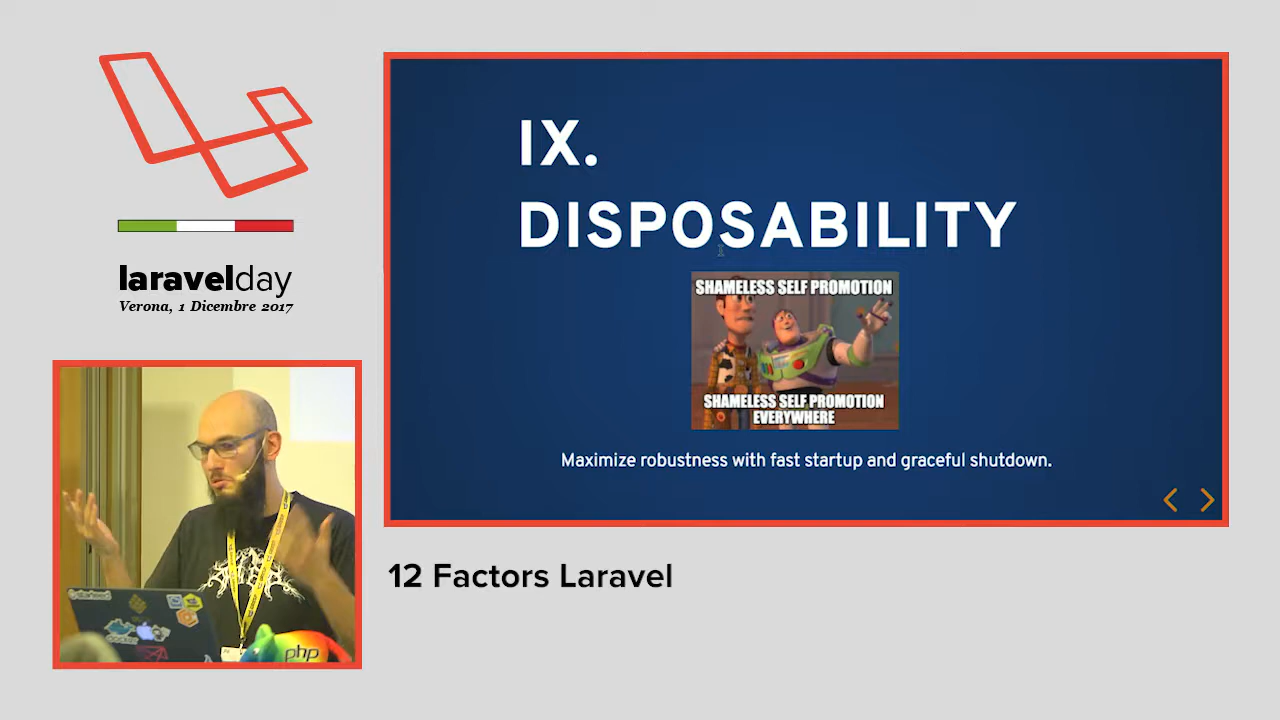 laravelday
Verona, 1 Dicembre 2017
IX.
DISPOSABILITY
SHAMELESS SELF PROMOTION
SHAMELESS SELF PROMOTION
EVERYWHERE
Maximize robustness with fast startup and graceful shutdown.
12 Factors Laravel
docker
php